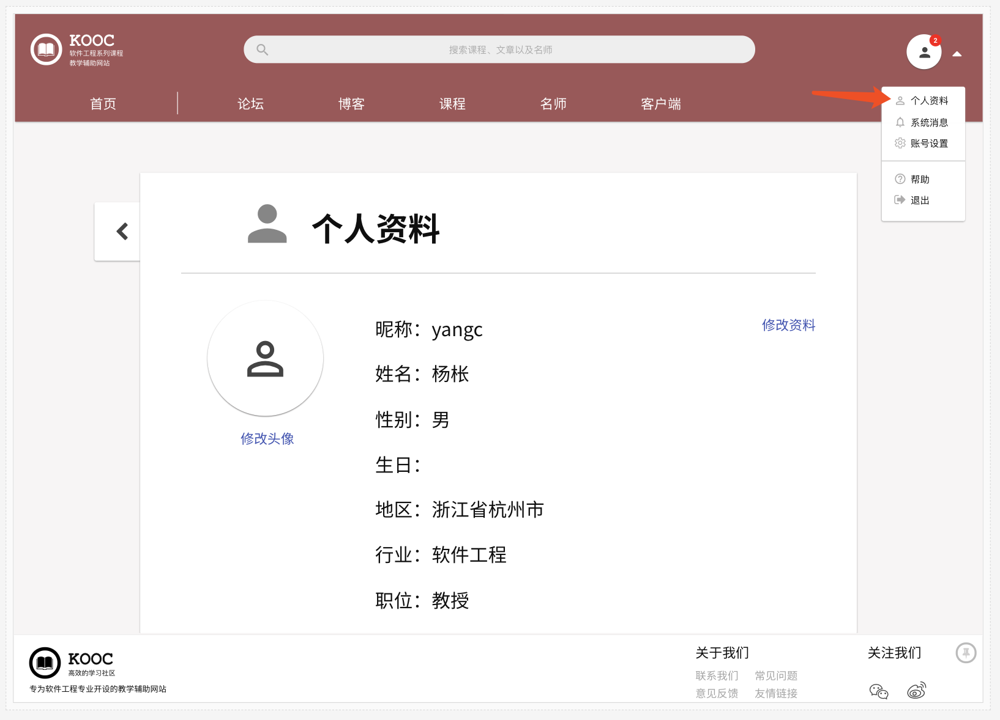 KOOC
软件工程系列课程
教学辅助网站
搜索课程、文章以及名师
2
首页
论坛
博客
课程
名师
客户端
个人资料
系统消息
账号设置
帮助
退出
个人资料
昵称：yangc
修改资料
姓名：杨枨
性别：男
修改头像
生日：
地区：浙江省杭州市
行业：软件工程
职位：教授
KOOC
高效的学习社区
专为软件工程专业开设的教学辅助网站
关于我们
联系我们 常见问题
意见反馈 友情链接
关注我们